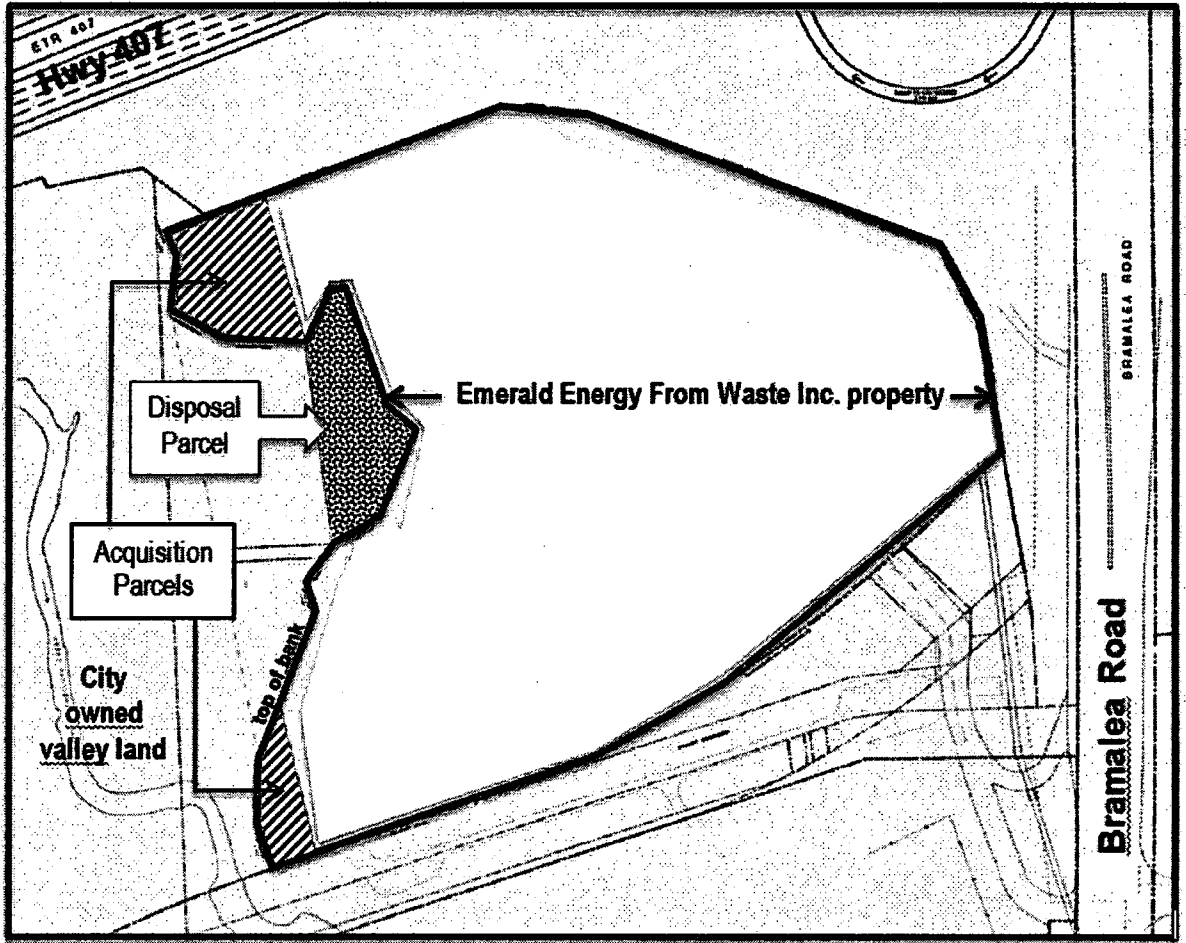 ETR 407
Hwy 407
BRAMALEA ROAD
Emerald Energy From Waste Inc. property
Disposal
Parcel
Acquisition
Parcels
top of bank
City
owned
valley land
Bramalea Road